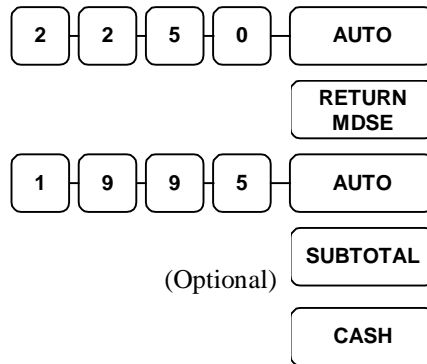 2 2 5 0 AUTO
RETURN
MDSE
1 9 9 5 AUTO
SUBTOTAL
(Optional)
CASH